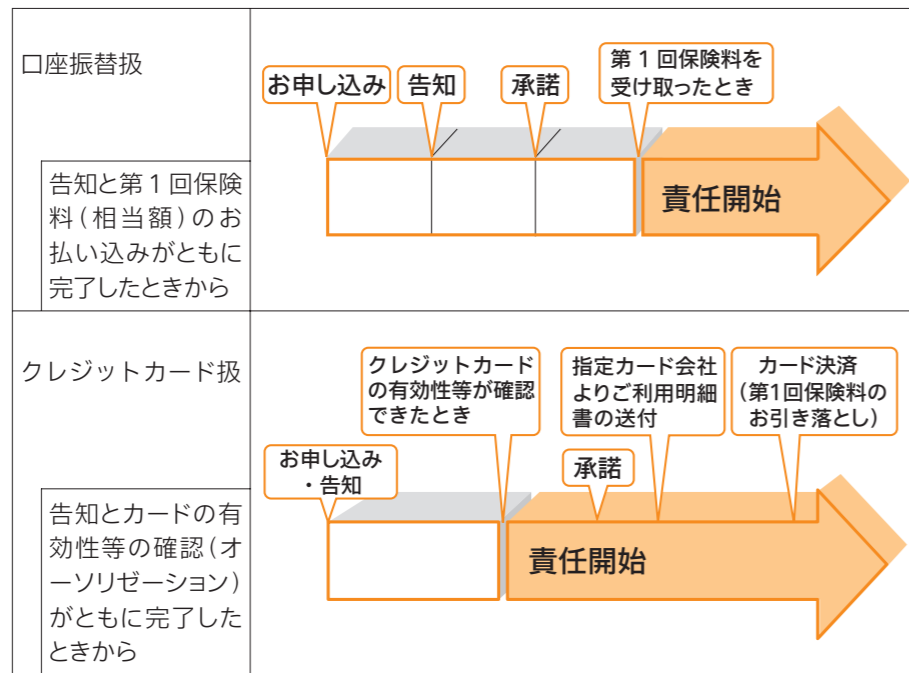 口座振替扱
お申し込み
告知
承諾
第1回保険料を
受け取ったとき
責任開始
告知と第1回保険
料(相当額)のお
払い込みがともに
完了したときから
クレジットカード扱
お申し込み
・告知
クレジットカード
の有効性等が確認
できたとき
承諾
指定カード会社
よりご利用明細
書の送付
カード決済
(第1回保険料の
お引き落とし)
責任開始
告知とカードの有
効性等の確認(オ
ーソリゼーション)
がともに完了した
ときから